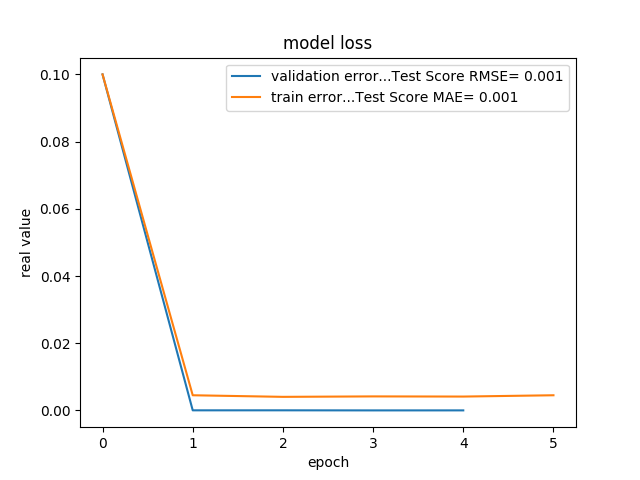 model loss
validation error...Test Score RMSE= 0.001
train error...Test Score MAE= 0.001
real value
0.10
0.08
0.06
0.04
0.02
0.00
0 1 2 3 4 5
epoch